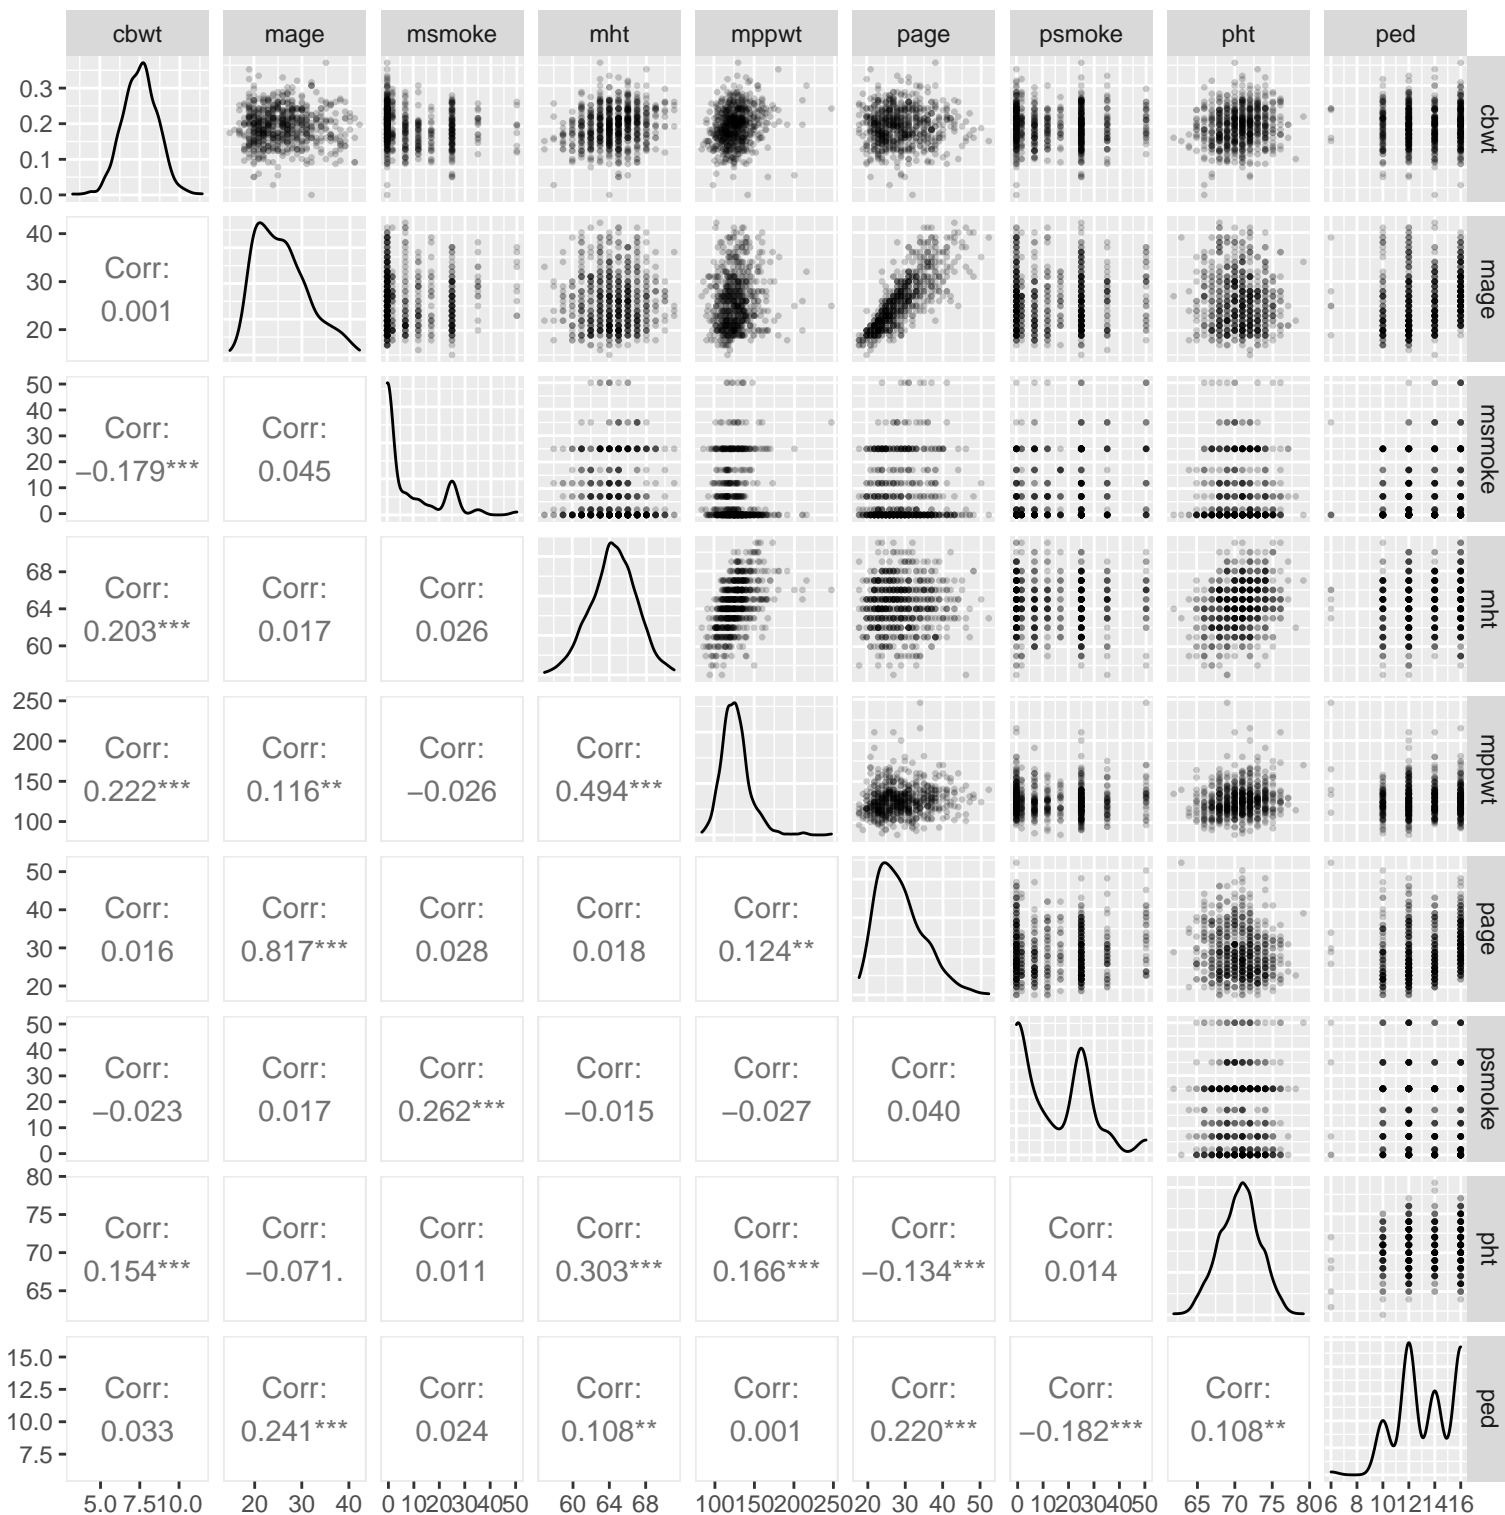 cbwt mage msmoke mht mppwt page psmoke pht ped
0.3
0.2
0.1
0.0
cbwt
40
30
20
Corr:
0.001
mage
50
40
30
20
10
0
Corr: Corr:
−0.179*** 0.045
msmoke
68
64
60
Corr: Corr: Corr:
0.203*** 0.017 0.026
mht
250
200
150
100
Corr: Corr: Corr: Corr:
0.222*** 0.116** −0.026 0.494***
mppwt
50
40
30
20
Corr: Corr: Corr: Corr: Corr:
0.016 0.817*** 0.028 0.018 0.124**
page
50
40
30
20
10
0
Corr: Corr: Corr: Corr: Corr: Corr:
−0.023 0.017 0.262*** −0.015 −0.027 0.040
psmoke
80
75
70
65
Corr: Corr: Corr: Corr: Corr: Corr: Corr:
0.154*** −0.071. 0.011 0.303*** 0.166*** −0.134*** 0.014
pht
15.0
12.5
10.0
7.5
Corr: Corr: Corr: Corr: Corr: Corr: Corr: Corr:
0.033 0.241*** 0.024 0.108** 0.001 0.220*** −0.182*** 0.108**
ped
5.0 7.5 10.0 20 30 40 0 10 20 30 40 50 60 64 68 100 150 200 250 20 30 40 50 0 10 20 30 40 50 65 70 75 80 6 8 10 12 14 16